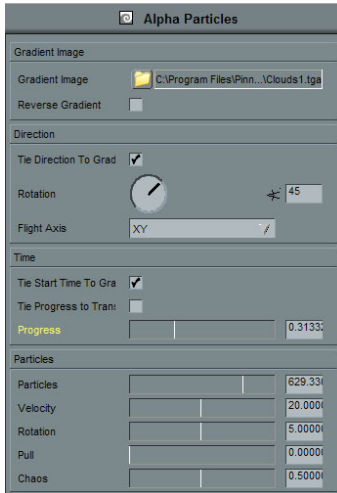 Alpha Particles
Gradient Image
Gradient Image C:\Program Files\Pinn...\Clouds1.tga
Reverse Gradient
Direction
Tie Direction To Grad
Rotation 45
Flight Axis XY
Time
Tie Start Time To Gra
Tie Progress to Trans
Progress 0.3133
Particles
Particles 629.33
Velocity 20.000
Rotation 5.0000
Pull 0.0000
Chaos 0.5000